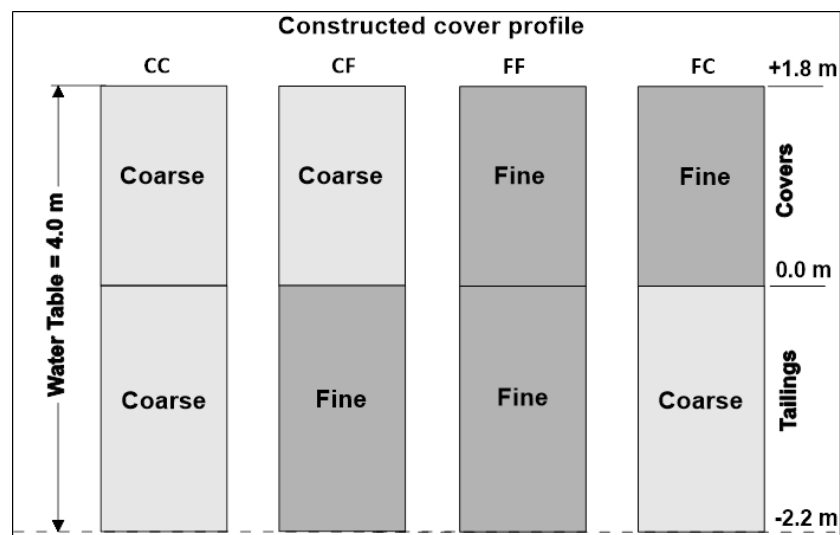 Constructed cover profile
CC CF FF FC +1.8 m
Coarse Coarse Fine Fine
Covers
Water Table = 4.0 m
0.0 m
Coarse Fine Fine Coarse
Tailings
-2.2 m